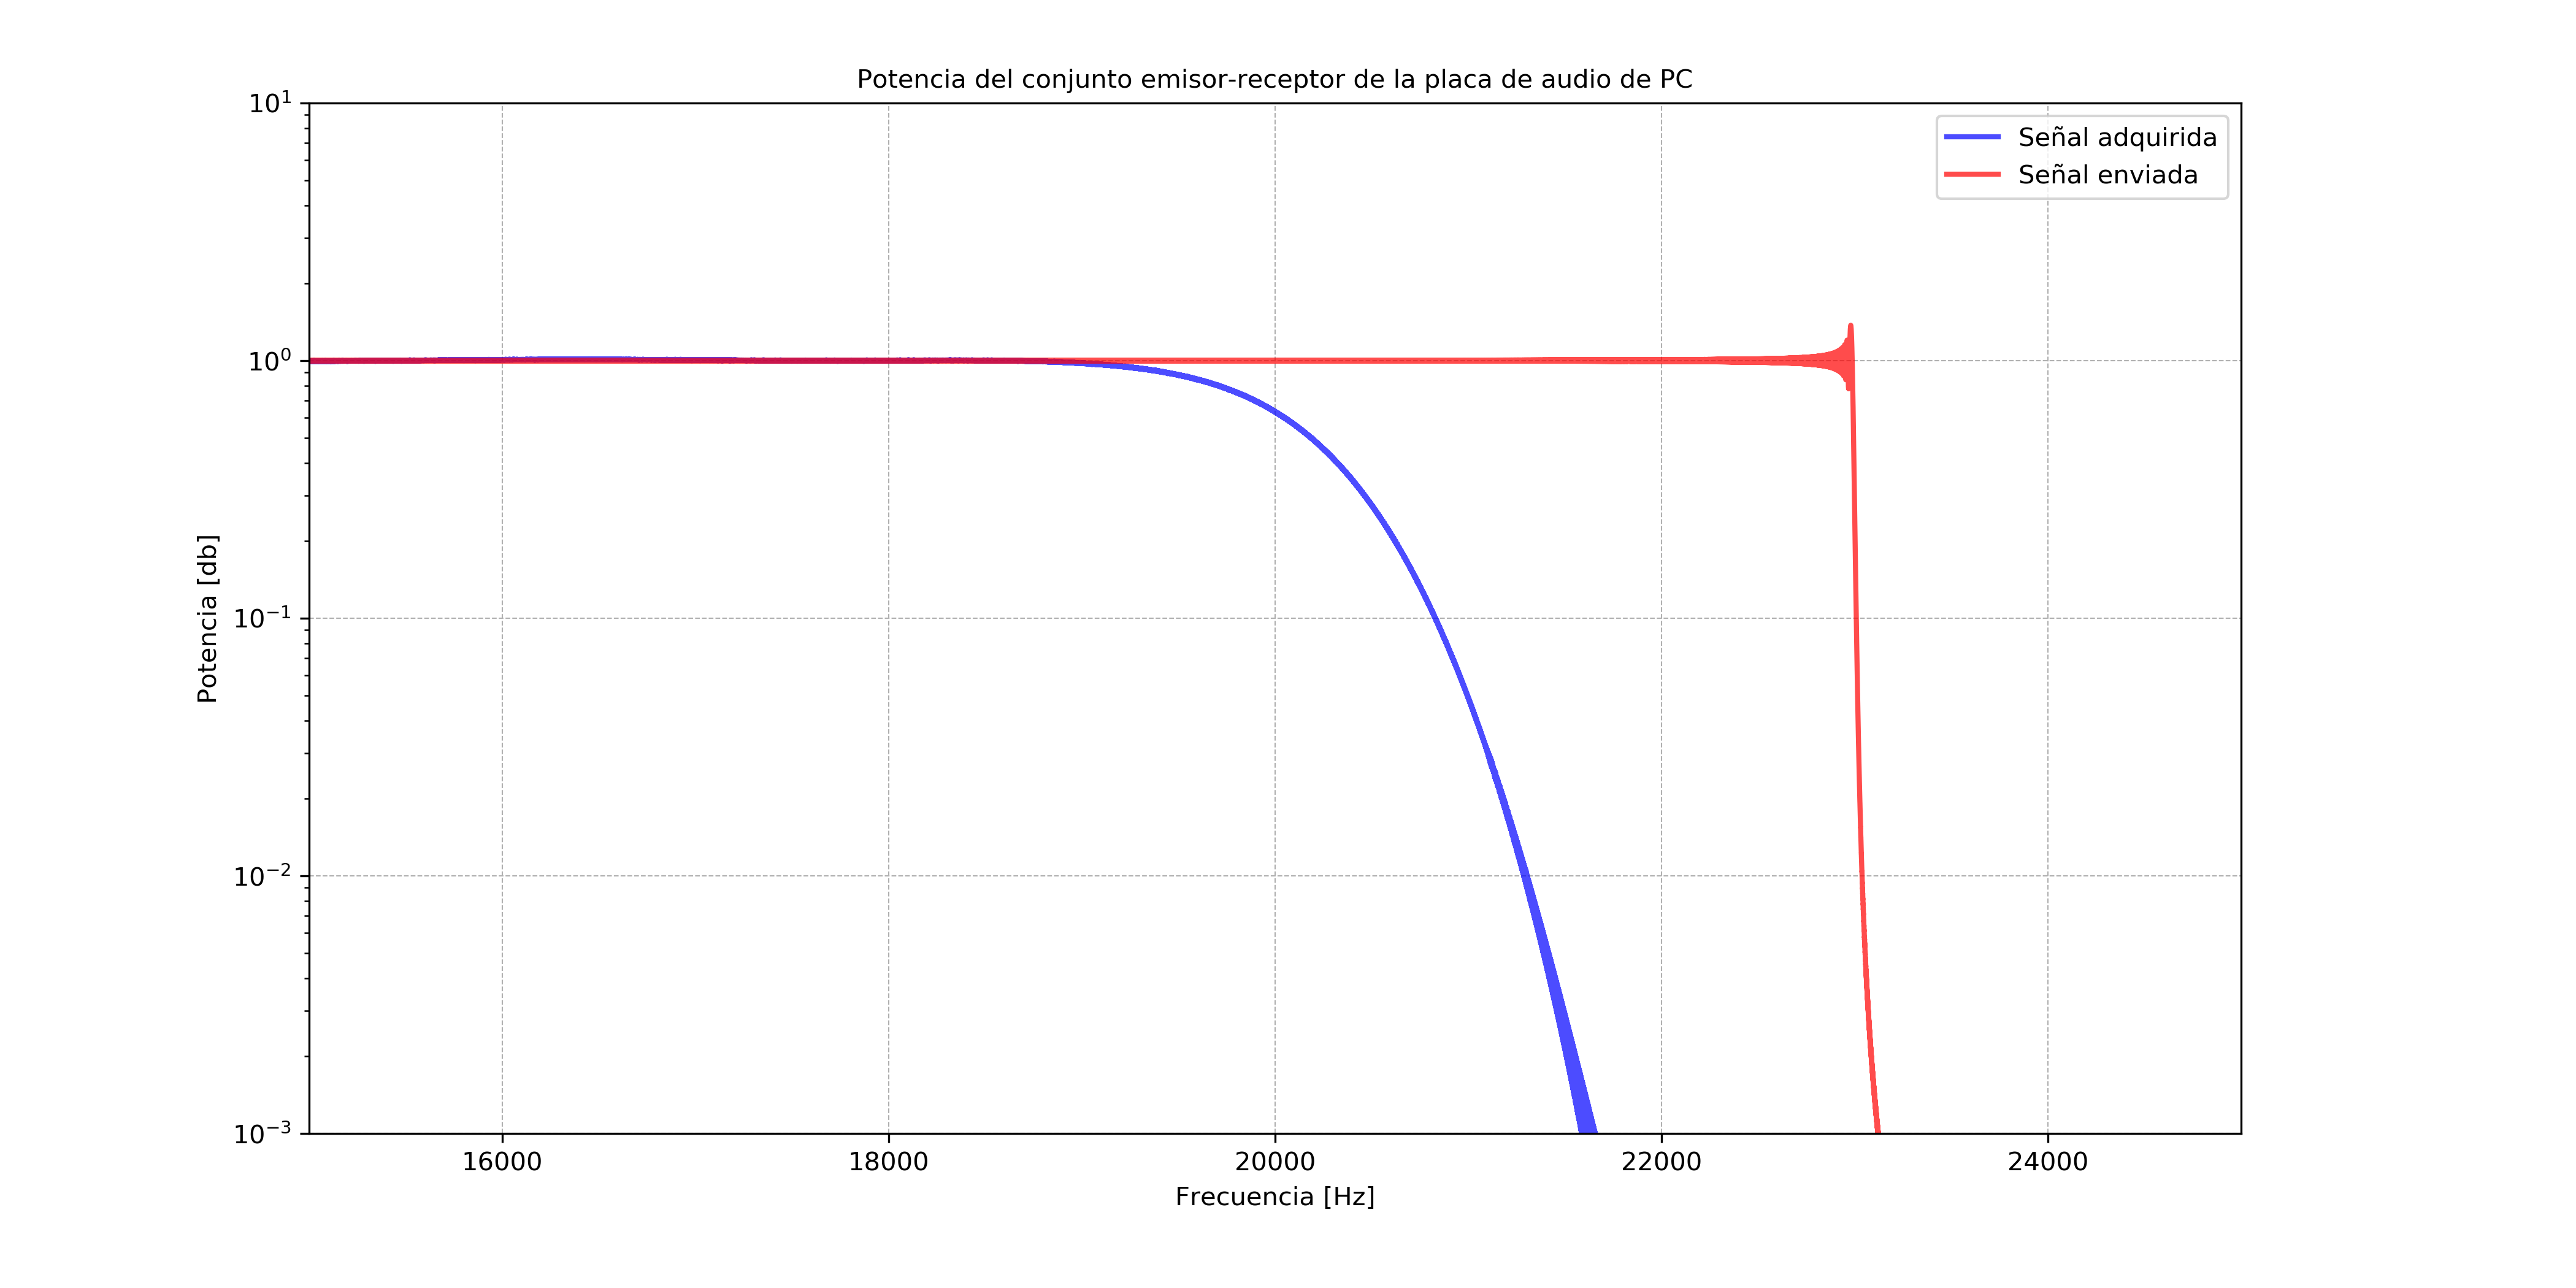 Potencia del conjunto emisor-receptor de la placa de audio de PC
10¹
10⁰
10⁻¹
10⁻²
10⁻³
Potencia [db]
Señal adquirida
Señal enviada
16000 18000 20000 22000 24000
Frecuencia [Hz]